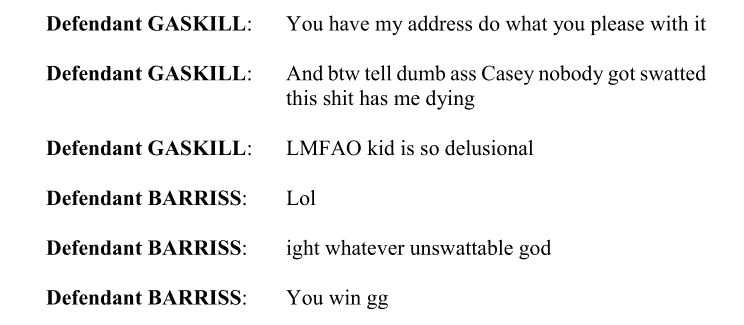 Defendant GASKILL: You have my address do what you please with it
Defendant GASKILL: And btw tell dumb ass Casey nobody got swatted
this shit has me dying
Defendant GASKILL: LMFAO kid is so delusional
Defendant BARRISS: Lol
Defendant BARRISS: ight whatever unswattable god
Defendant BARRISS: You win gg